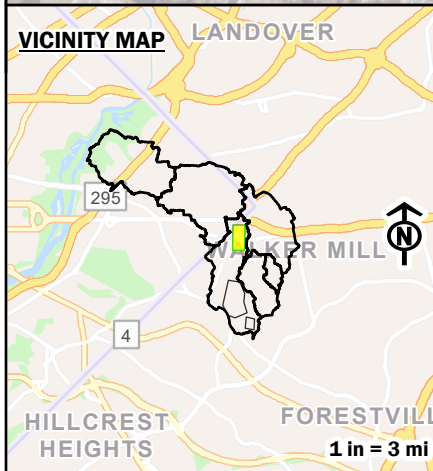 VICINITY MAP
LANDOVER
295
N
WALKER MILL
4
HILLCREST
HEIGHTS
FORESTVILL
1 in = 3 mi